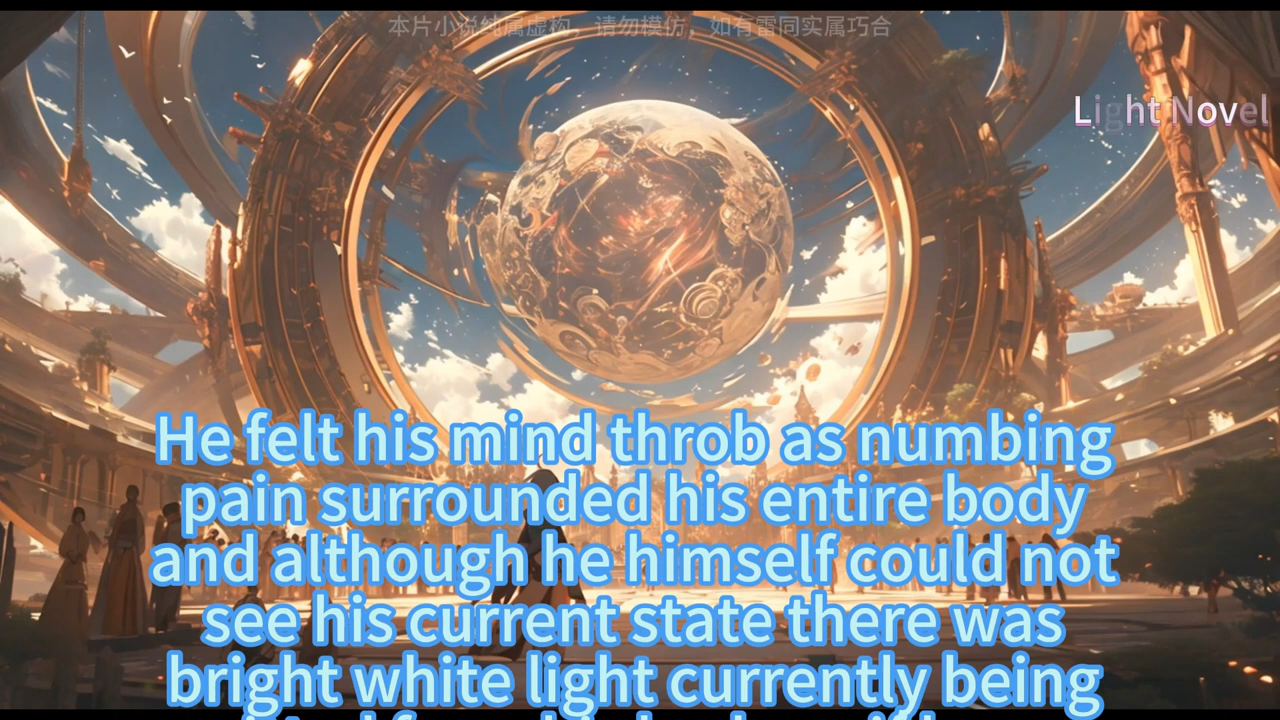 本片小说纯属虚构，请勿模仿，如有雷同实属巧合
Light Novel
He felt his mind throb as numbing
pain surrounded his entire body
and although he himself could not
see his current state there was
bright white light currently being